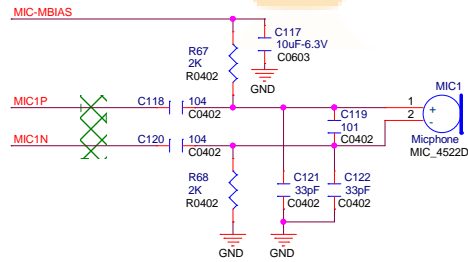 MIC-MBIAS
C117
10uF-6.3V
C0603
GND
R67
2K
R0402
MIC1P
C118
104
C0402
C119
101
C0402
1
2
MIC1
+
-
Micphone
MIC_4522D
MIC1N
C120
104
C0402
R68
2K
R0402
C121
33pF
C0402
C122
33pF
C0402
GND
GND